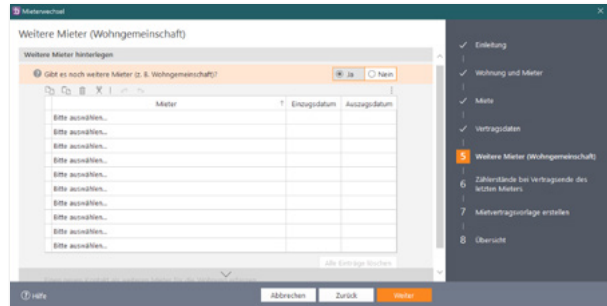 Mieterwechsel
Weitere Mieter (Wohngemeinschaft)
Weitere Mieter hinterlegen
Gibt es noch weitere Mieter (z. B. Wohngemeinschaft)?
Ja
Nein
Mieter
Einzugsdatum
Auszugsdatum
Bitte auswählen...
Bitte auswählen...
Bitte auswählen...
Bitte auswählen...
Bitte auswählen...
Bitte auswählen...
Bitte auswählen...
Bitte auswählen...
Bitte auswählen...
Bitte auswählen...
Alle Einträge löschen
Einleitung
Wohnung und Mieter
Miete
Vertragsdaten
5 Weitere Mieter (Wohngemeinschaft)
6 Zählerstände bei Vertragsende des
letzten Mieters
7 Mietvertragsvorlage erstellen
8 Übersicht
Hilfe
Abbrechen
Zurück
Weiter